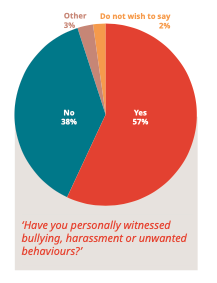 Other
3%
Do not wish to say
2%
No
38%
Yes
57%
‘Have you personally witnessed
bullying, harassment or unwanted
behaviours?’